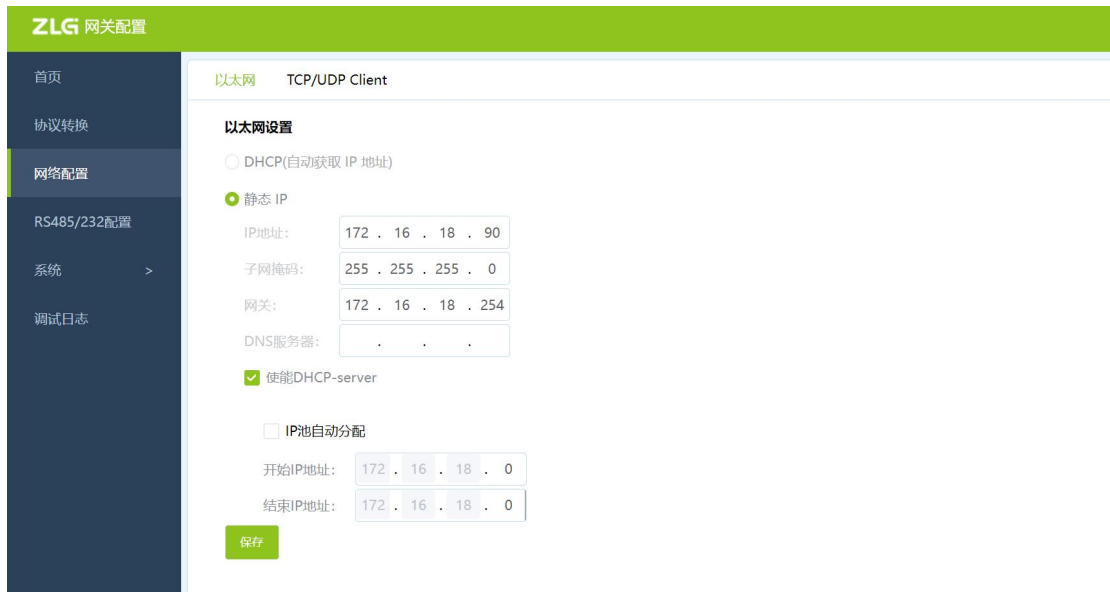 ZLG 网关配置
首页
协议转换
网络配置
RS485/232配置
系统 >
调试日志
以太网 TCP/UDP Client
以太网设置
DHCP(自动获取 IP 地址)
静态 IP
IP地址: 172 . 16 . 18 . 90
子网掩码: 255 . 255 . 255 . 0
网关: 172 . 16 . 18 . 254
DNS服务器: . . .
使能DHCP-server
IP池自动分配
开始IP地址: 172 . 16 . 18 . 0
结束IP地址: 172 . 16 . 18 . 0
保存